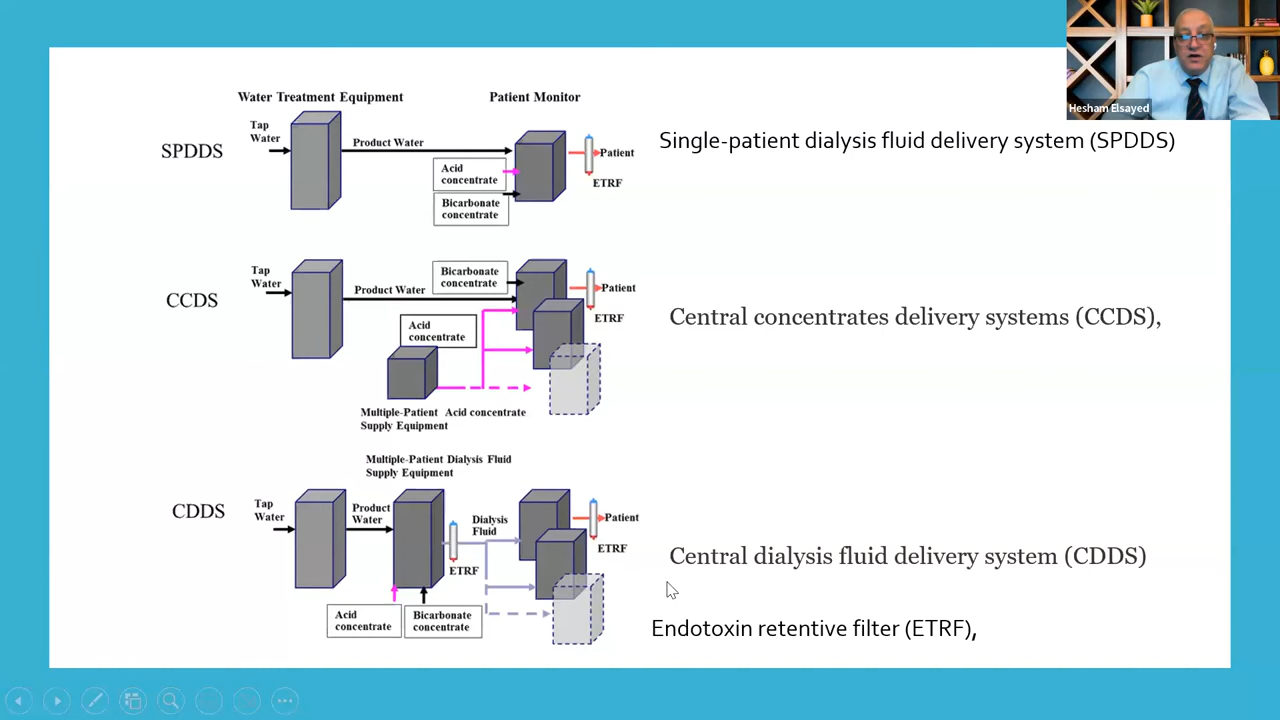 Hesham Elsayed
Water Treatment Equipment
Patient Monitor
SPDDS
Tap
Water
Product Water
Acid
concentrate
Bicarbonate
concentrate
Patient
ETRF
Single-patient dialysis fluid delivery system (SPDDS)
CCDS
Tap
Water
Product Water
Bicarbonate
concentrate
Acid
concentrate
Patient
ETRF
Multiple-Patient
Supply Equipment
Acid concentrate
Central concentrates delivery systems (CCDS),
Multiple-Patient Dialysis Fluid
Supply Equipment
CDDS
Tap
Water
Product
Water
ETRF
Dialysis
Fluid
Acid
concentrate
Bicarbonate
concentrate
Patient
ETRF
Central dialysis fluid delivery system (CDDS)
Endotoxin retentive filter (ETRF),